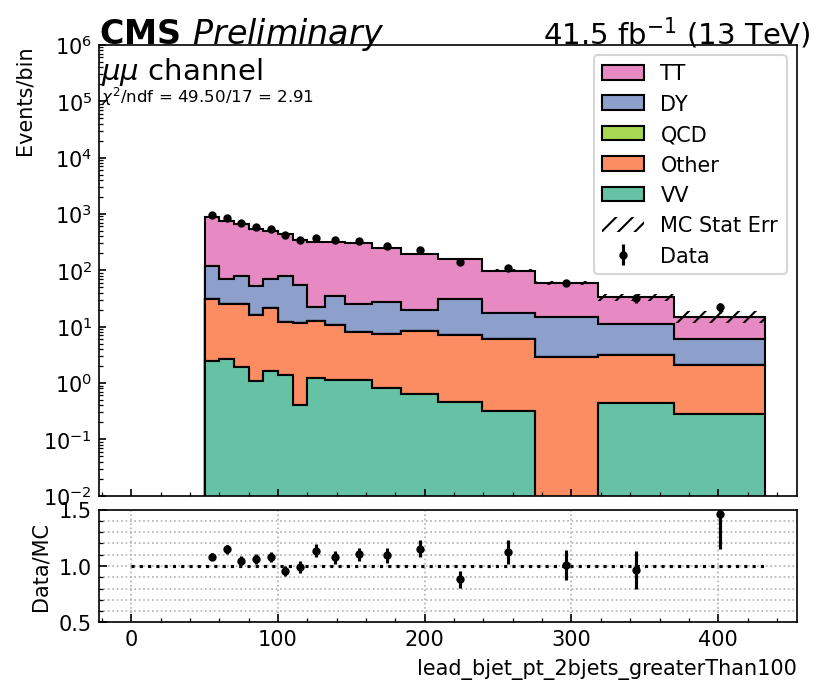 CMS Preliminary 41.5 fb⁻¹ (13 TeV)
μμ channel
χ²/ndf = 49.50/17 = 2.91
Events/bin
10⁶
10⁵
10⁴
10³
10²
10¹
10⁰
10⁻¹
10⁻²
TT
DY
QCD
Other
VV
MC Stat Err
Data
Data/MC
1.5
1.0
0.5
0 100 200 300 400
lead_bjet_pt_2bjets_greaterThan100